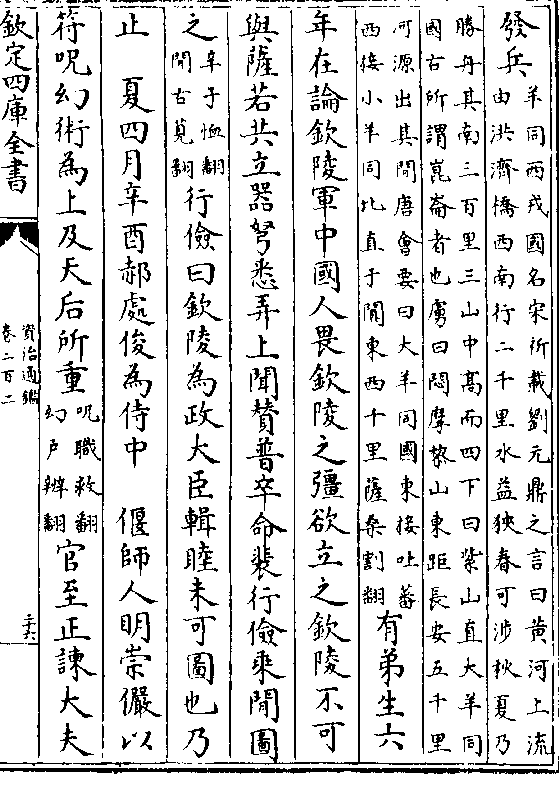 發兵羊同西戎國名宋祁載劉元鼎之言曰黄河上流
由洪濟橋西南行二千里水益狹春可涉秋夏乃
勝舟其南三百里三山中高而四下曰紫山直大羊同
國古所謂崑崙者也虜曰悶摩黎山東距長安五千里
河源出其間唐會要曰大羊同國東接吐蕃
西接小羊同北直于闐東西千里薩桑割翻有弟生六
年在論欽陵軍中國人畏欽陵之彊欲立之欽陵不可
與薩若共立器弩悉弄上聞贊普卒命裴行儉乘間圖
之卒子恤翻
間古莧翻行儉曰欽陵為政大臣輯睦未可圖也乃
止　夏四月辛酉郝處俊為侍中　偃師人明崇儼以
符呪幻術為上及天后所重呪職救翻
幻戶辨翻官至正諫大夫
欽定四庫全書
資治通鑑
卷二百二
三六